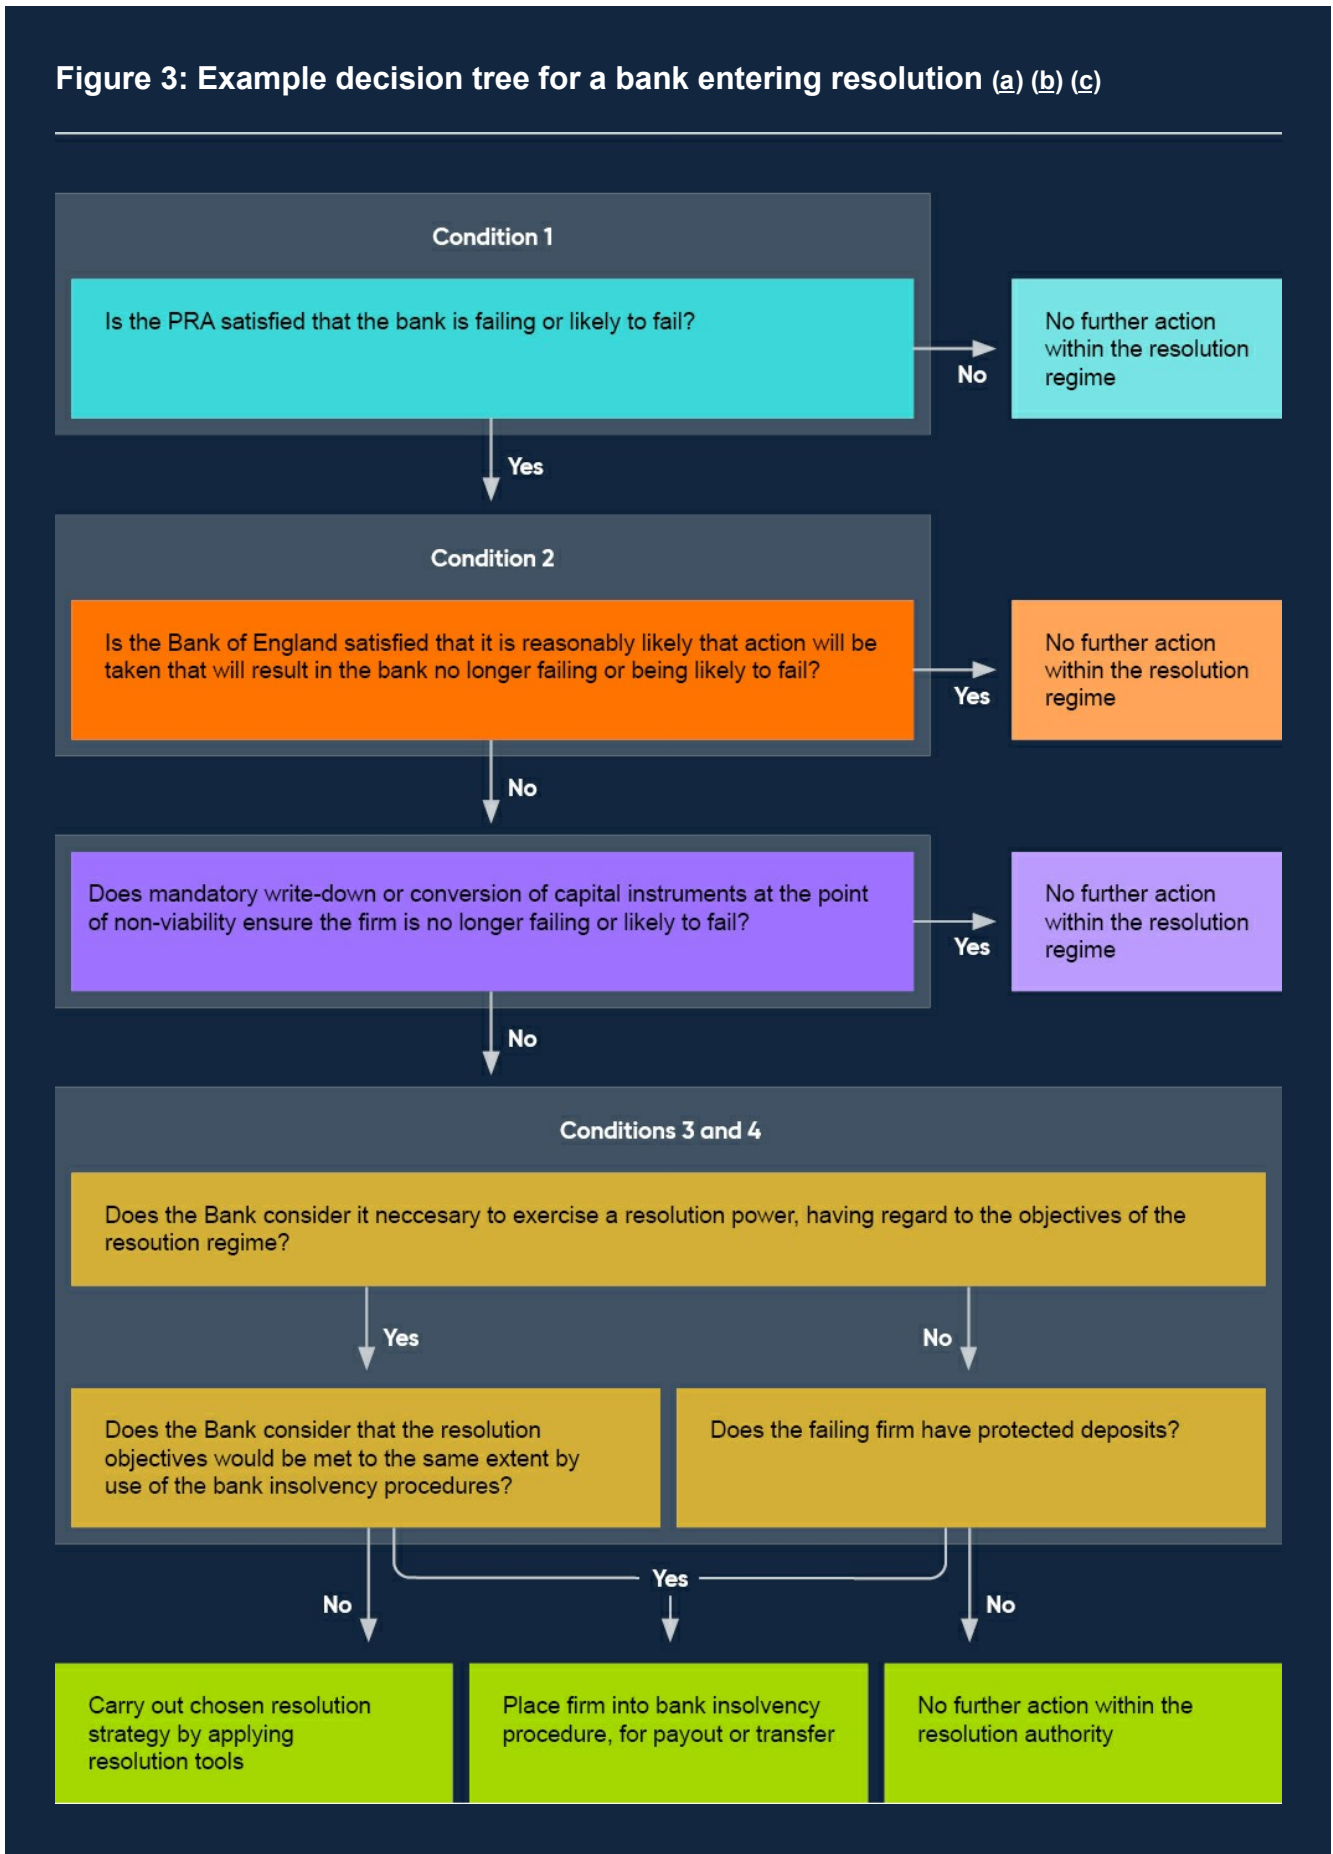 Figure 3: Example decision tree for a bank entering resolution (a) (b) (c)
Condition 1
Is the PRA satisfied that the bank is failing or likely to fail?
No
No further action
within the resolution
regime
Yes
Condition 2
Is the Bank of England satisfied that it is reasonably likely that action will be
taken that will result in the bank no longer failing or being likely to fail?
Yes
No further action
within the resolution
regime
No
Does mandatory write-down or conversion of capital instruments at the point
of non-viability ensure the firm is no longer failing or likely to fail?
Yes
No further action
within the resolution
regime
No
Conditions 3 and 4
Does the Bank consider it neccesary to exercise a resolution power, having regard to the objectives of the
resoution regime?
Yes
No
Does the Bank consider that the resolution
objectives would be met to the same extent by
use of the bank insolvency procedures?
Does the failing firm have protected deposits?
No
Yes
No
Carry out chosen resolution
strategy by applying
resolution tools
Place firm into bank insolvency
procedure, for payout or transfer
No further action within the
resolution authority